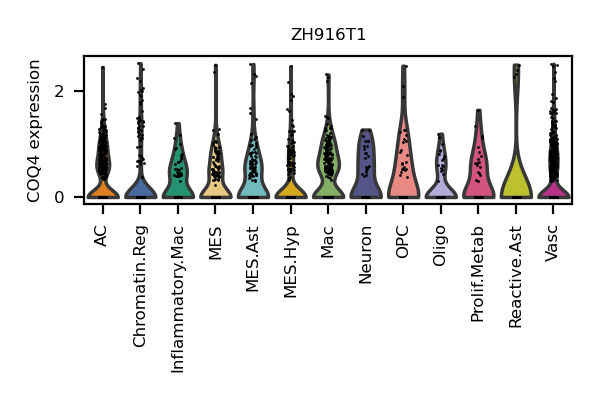 ZH916T1
COQ4 expression
2
0
AC
Chromatin.Reg
Inflammatory.Mac
MES
MES.Ast
MES.Hyp
Mac
Neuron
OPC
Oligo
Prolif.Metab
Reactive.Ast
Vasc